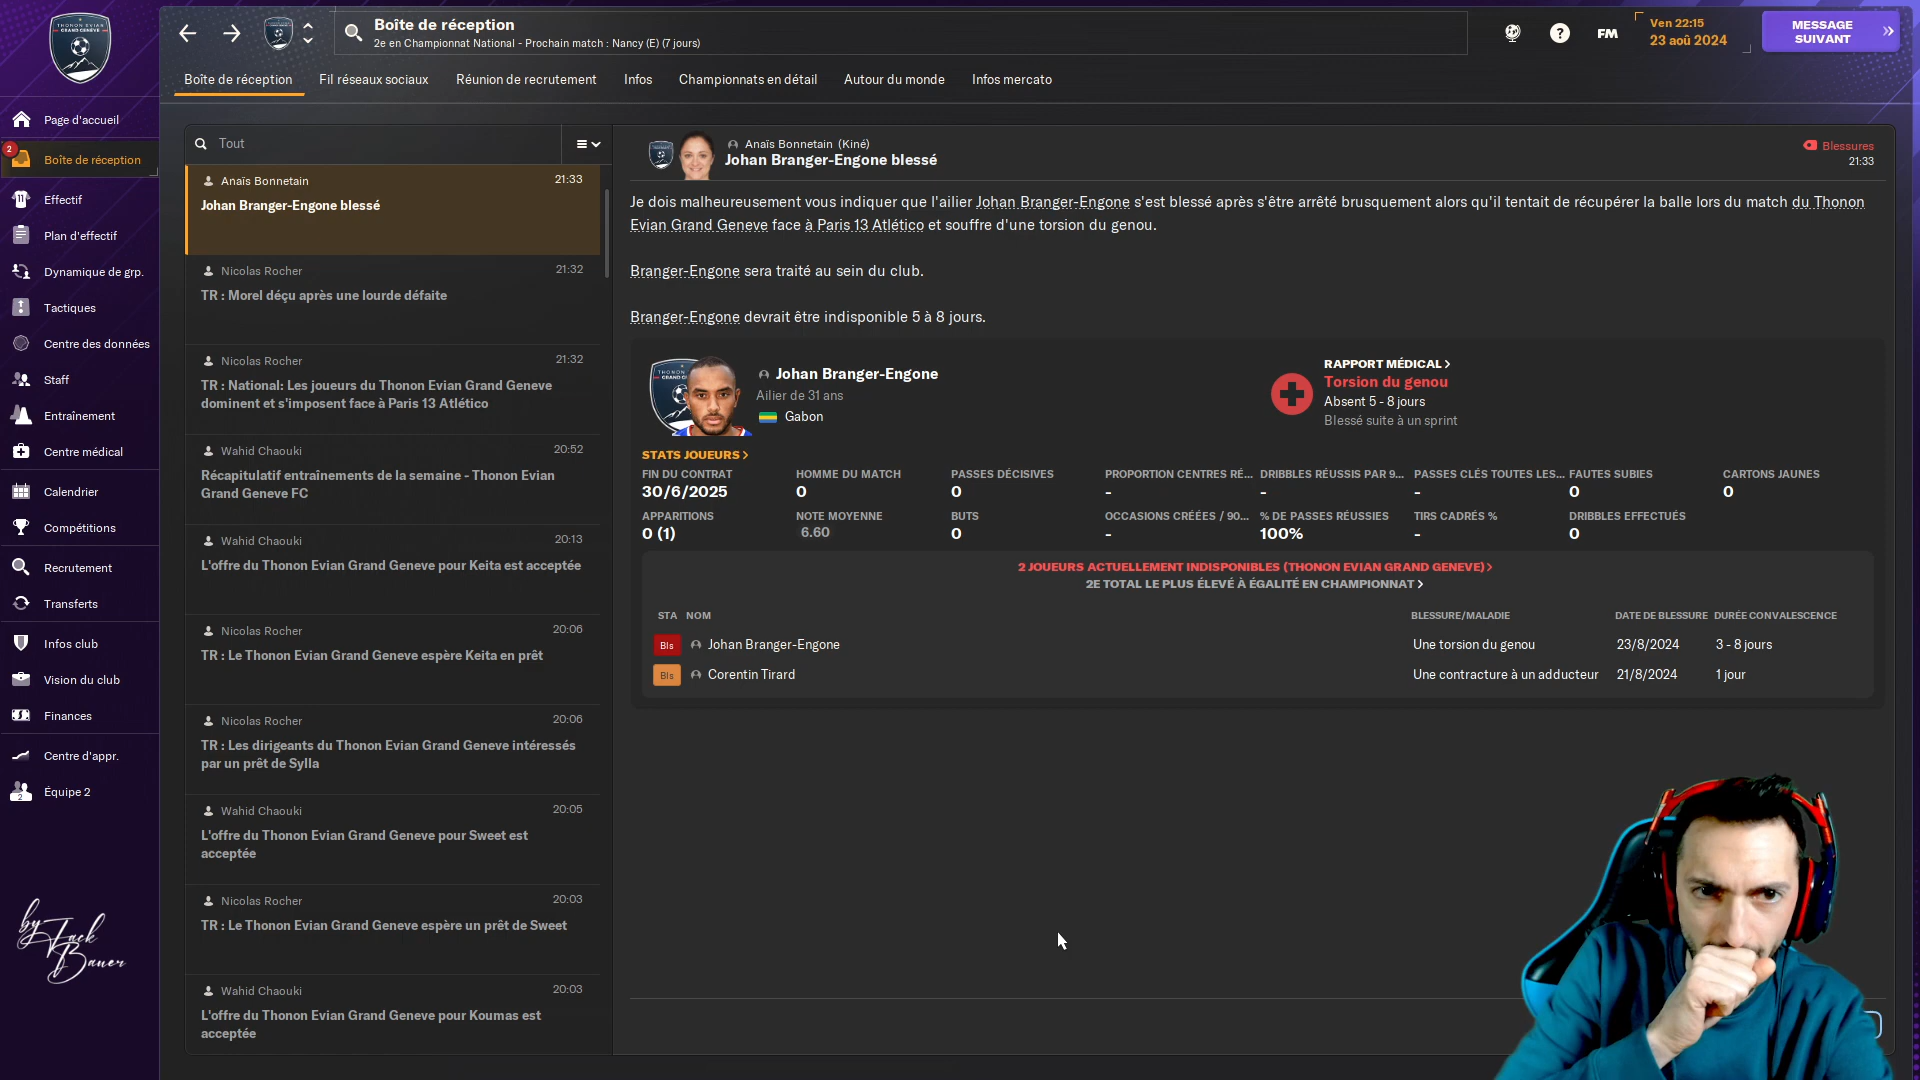 THONON EVIAN
GRAND GENÈVE
Boîte de réception
2e en Championnat National - Prochain match : Nancy (E) (7 jours)
FM
Ven 22:15
23 aoû 2024
MESSAGE
SUIVANT
Boîte de réception
Fil réseaux sociaux
Réunion de recrutement
Infos
Championnats en détail
Autour du monde
Infos mercato
Page d'accueil
2
Boîte de réception
Effectif
Plan d'effectif
Dynamique de grp.
Tactiques
Centre des données
Staff
Entraînement
Centre médical
Calendrier
Compétitions
Recrutement
Transferts
Infos club
Vision du club
Finances
Centre d'appr.
2
Équipe 2
by Jack
Bauer
Tout
Anaïs Bonnetain
21:33
Johan Branger-Engone blessé
Nicolas Rocher
21:32
TR : Morel déçu après une lourde défaite
Nicolas Rocher
21:32
TR : National: Les joueurs du Thonon Evian Grand Geneve
dominent et s'imposent face à Paris 13 Atlético
Wahid Chaouki
20:52
Récapitulatif entraînements de la semaine - Thonon Evian
Grand Geneve FC
Wahid Chaouki
20:13
L'offre du Thonon Evian Grand Geneve pour Keita est acceptée
Nicolas Rocher
20:06
TR : Le Thonon Evian Grand Geneve espère Keita en prêt
Nicolas Rocher
20:06
TR : Les dirigeants du Thonon Evian Grand Geneve intéressés
par un prêt de Sylla
Wahid Chaouki
20:05
L'offre du Thonon Evian Grand Geneve pour Sweet est
acceptée
Nicolas Rocher
20:03
TR : Le Thonon Evian Grand Geneve espère un prêt de Sweet
Wahid Chaouki
20:03
L'offre du Thonon Evian Grand Geneve pour Koumas est
acceptée
Anaïs Bonnetain (Kiné)
Johan Branger-Engone blessé
Blessures
21:33
Je dois malheureusement vous indiquer que l'ailier Johan Branger-Engone s'est blessé après s'être arrêté brusquement alors qu'il tentait de récupérer la balle lors du match du Thonon
Evian Grand Geneve face à Paris 13 Atlético et souffre d'une torsion du genou.
Branger-Engone sera traité au sein du club.
Branger-Engone devrait être indisponible 5 à 8 jours.
Johan Branger-Engone
Ailier de 31 ans
Gabon
RAPPORT MÉDICAL
Torsion du genou
Absent 5 - 8 jours
Blessé suite à un sprint
STATS JOUEURS
FIN DU CONTRAT HOMME DU MATCH PASSES DÉCISIVES PROPORTION CENTRES RÉ... DRIBBLES RÉUSSIS PAR 9... PASSES CLÉS TOUTES LES... FAUTES SUBIES CARTONS JAUNES
30/6/2025 0 0 - - - 0 0
APPARITIONS NOTE MOYENNE BUTS OCCASIONS CRÉÉES / 90... % DE PASSES RÉUSSIES TIRS CADRÉS % DRIBBLES EFFECTUÉS
0 (1) 6.60 0 - 100% - 0
2 JOUEURS ACTUELLEMENT INDISPONIBLES (THONON EVIAN GRAND GENEVE)
2E TOTAL LE PLUS ÉLEVÉ À ÉGALITÉ EN CHAMPIONNAT
STA NOM BLESSURE/MALADIE DATE DE BLESSURE DURÉE CONVALESCENCE
Bls Johan Branger-Engone Une torsion du genou 23/8/2024 3 - 8 jours
Bls Corentin Tirard Une contracture à un adducteur 21/8/2024 1 jour